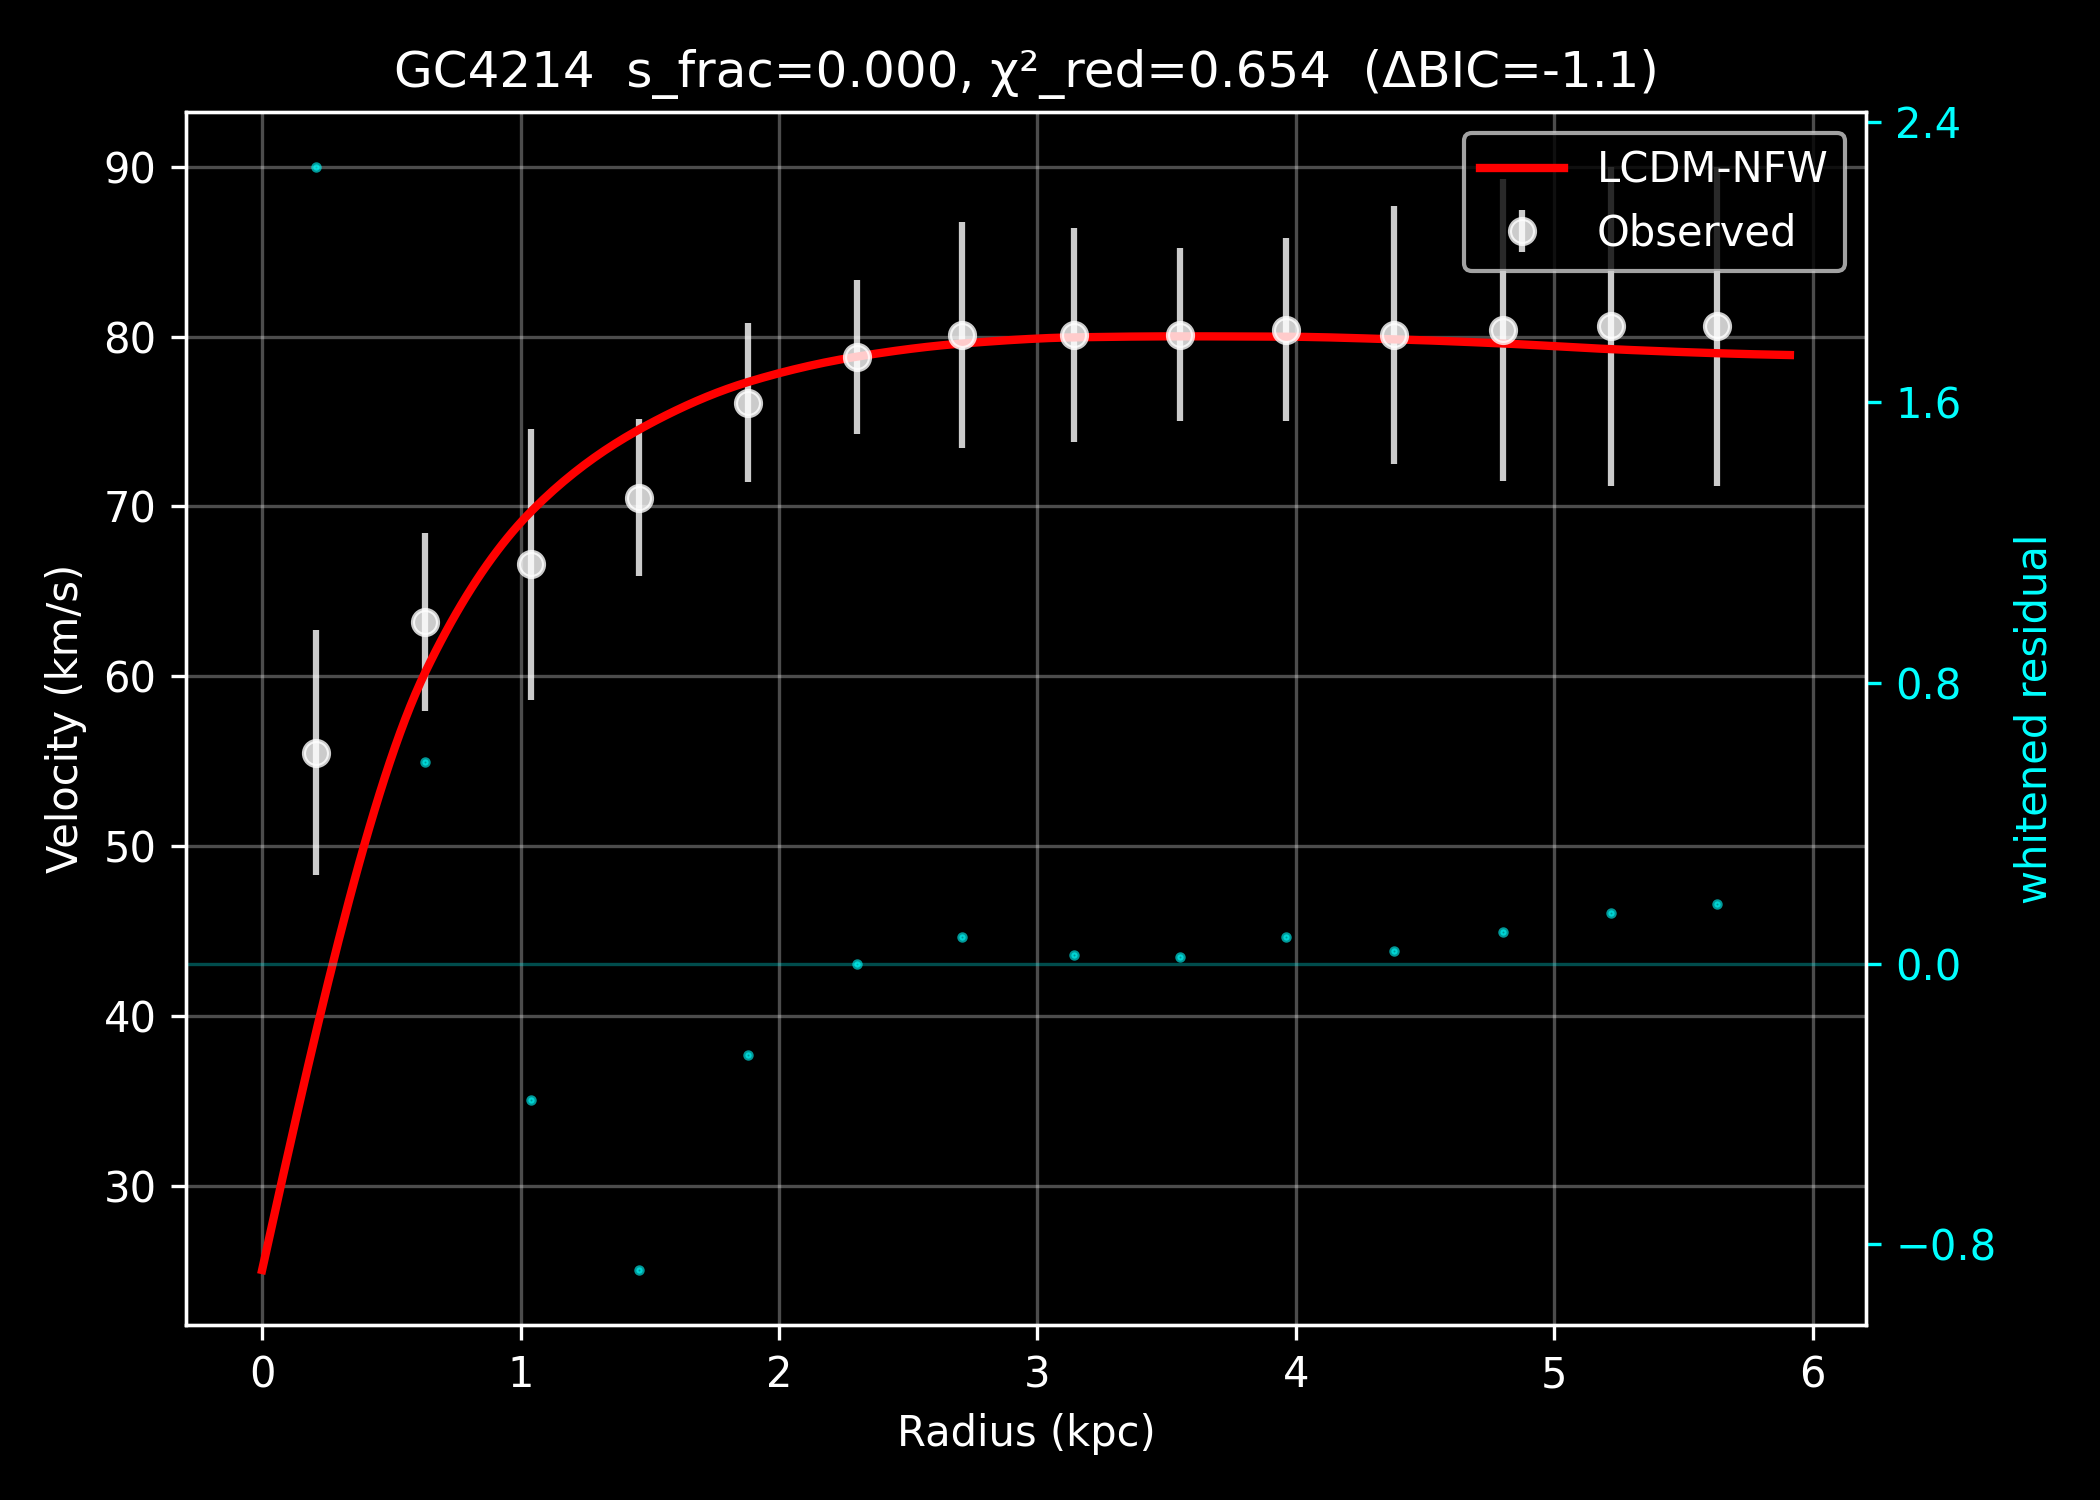 GC4214 s_frac=0.000, χ²_red=0.654 (ΔBIC=-1.1)
LCDM-NFW
Observed
90
80
70
60
50
40
30
Velocity (km/s)
2.4
1.6
0.8
0.0
−0.8
whitened residual
0 1 2 3 4 5 6
Radius (kpc)